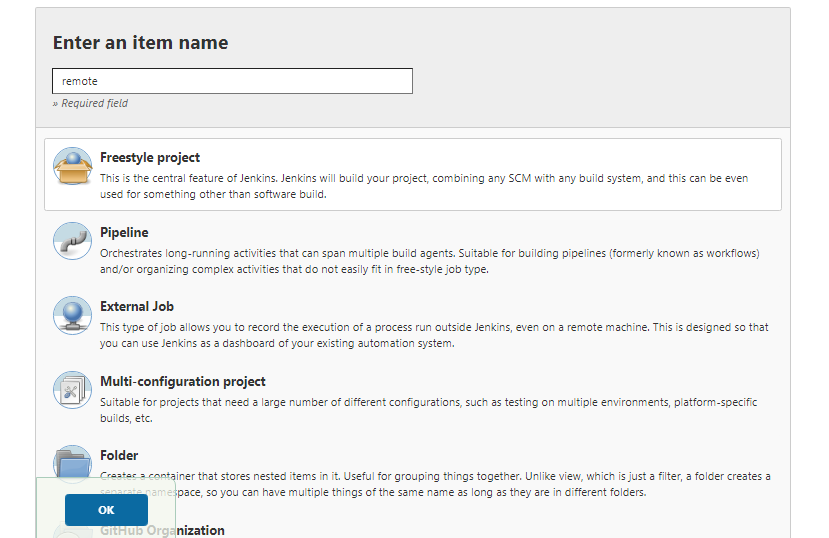 Enter an item name
remote
» Required field
Freestyle project
This is the central feature of Jenkins. Jenkins will build your project, combining any SCM with any build system, and this can be even
used for something other than software build.
Pipeline
Orchestrates long-running activities that can span multiple build agents. Suitable for building pipelines (formerly known as workflows)
and/or organizing complex activities that do not easily fit in free-style job type.
External Job
This type of job allows you to record the execution of a process run outside Jenkins, even on a remote machine. This is designed so that
you can use Jenkins as a dashboard of your existing automation system.
Multi-configuration project
Suitable for projects that need a large number of different configurations, such as testing on multiple environments, platform-specific
builds, etc.
Folder
Creates a container that stores nested items in it. Useful for grouping things together. Unlike view, which is just a filter, a folder creates a
separate namespace, so you can have multiple things of the same name as long as they are in different folders.
OK
GitHub Organization